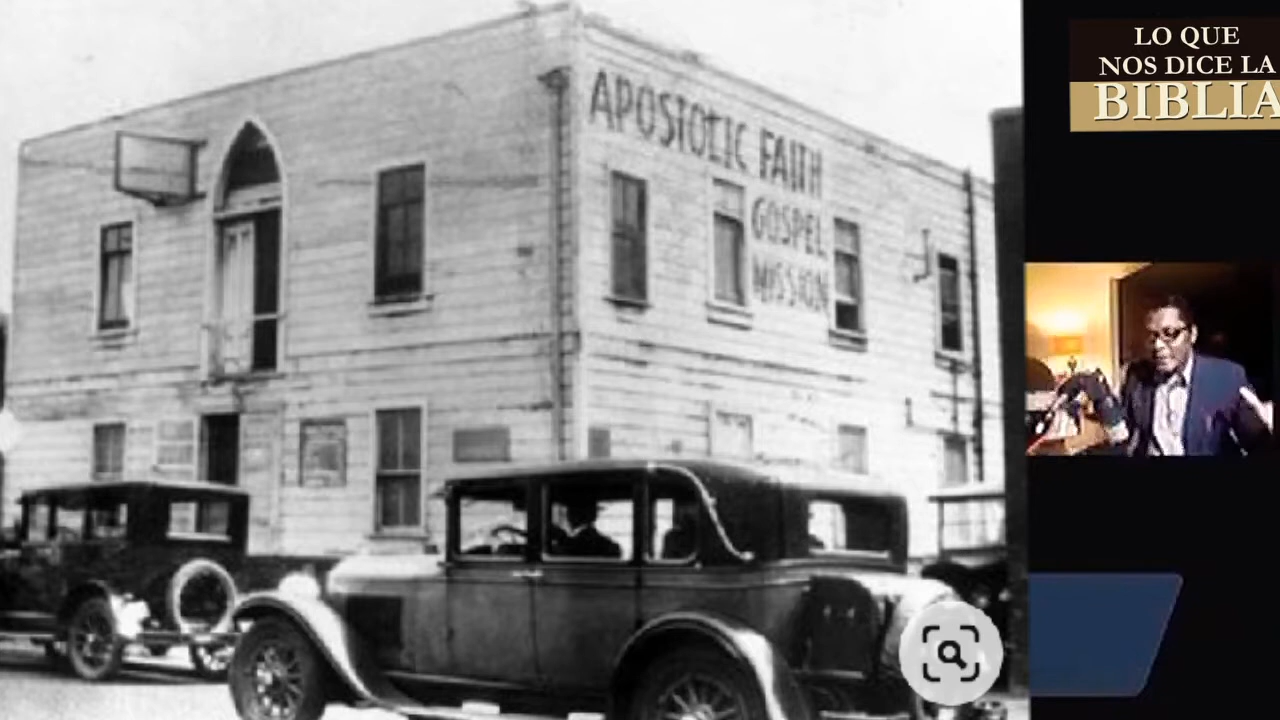 APOSTOLIC FAITH
GOSPEL
MISSION
LO QUE
NOS DICE LA
BIBLIA